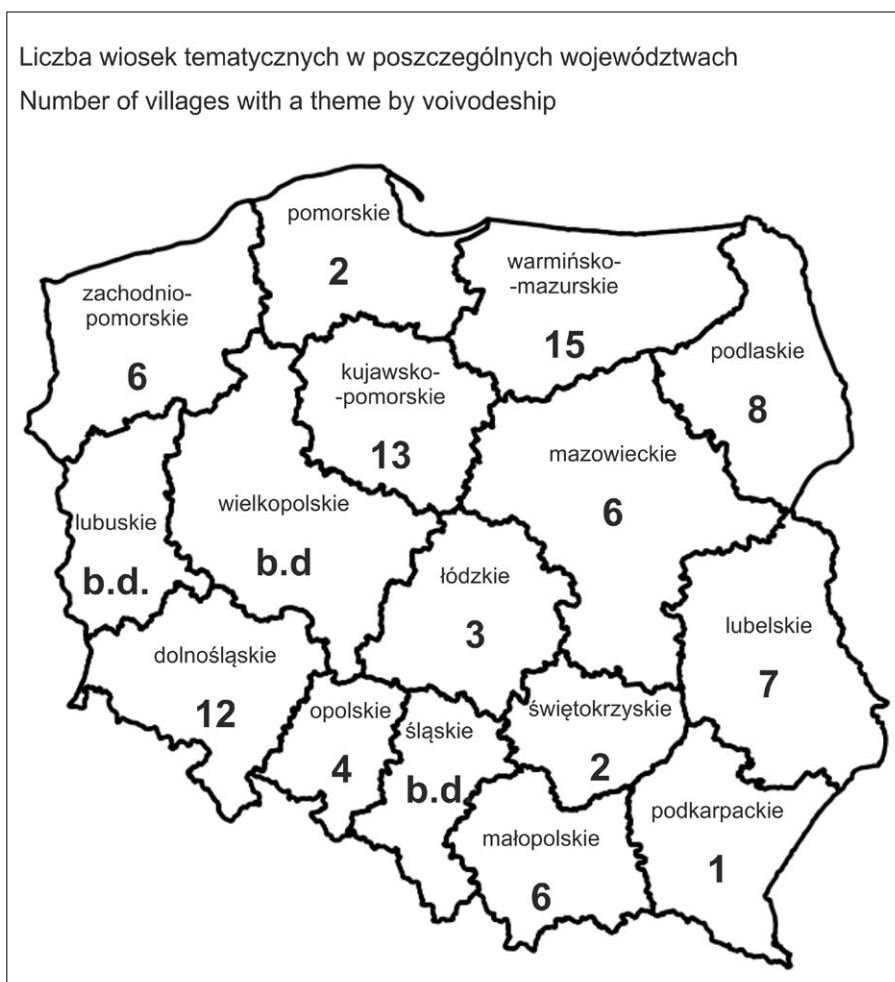 Liczba wiosek tematycznych w poszczególnych województwach
Number of villages with a theme by voivodeship
pomorskie
2
warmińsko-
-mazurskie
15
zachodnio-
pomorskie
6
podlaskie
8
kujawsko-
-pomorskie
13
mazowieckie
6
wielkopolskie
b.d
lubuskie
b.d.
łódzkie
3
lubelskie
7
dolnośląskie
12
opolskie
4
śląskie
b.d
świętokrzyskie
2
małopolskie
6
podkarpackie
1